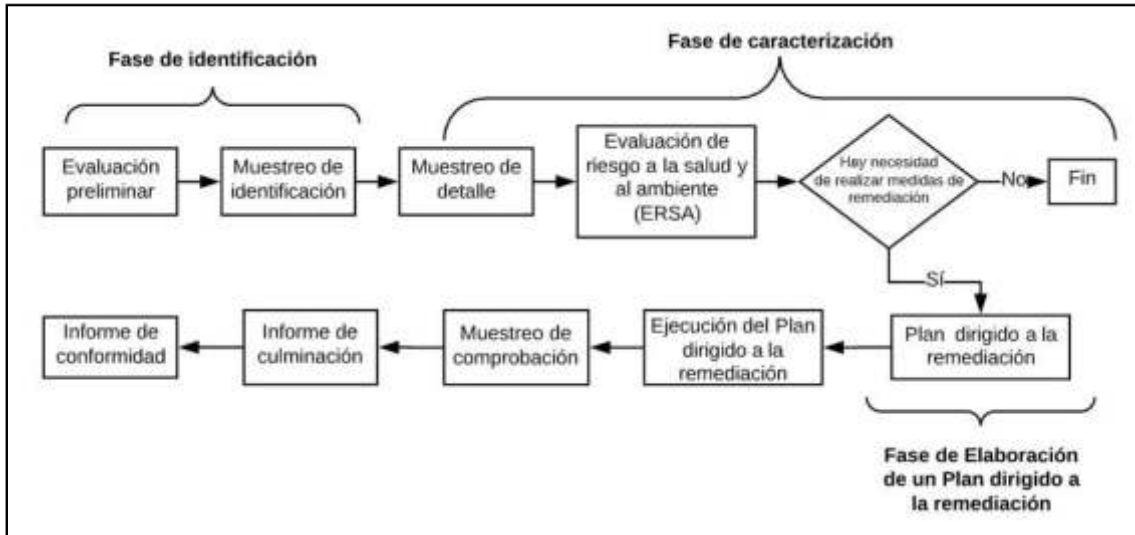 Fase de identificación
Fase de caracterización
Evaluación
preliminar
Muestreo de
identificación
Muestreo de
detalle
Evaluación de
riesgo a la salud y
al ambiente
(ERSA)
Hay necesidad
de realizar medidas de
remediación
No
Fin
Sí
Plan dirigido a la
remediación
Ejecución del Plan
dirigido a la
remediación
Muestreo de
comprobación
Informe de
culminación
Informe de
conformidad
Fase de Elaboración
de un Plan dirigido a
la remediación